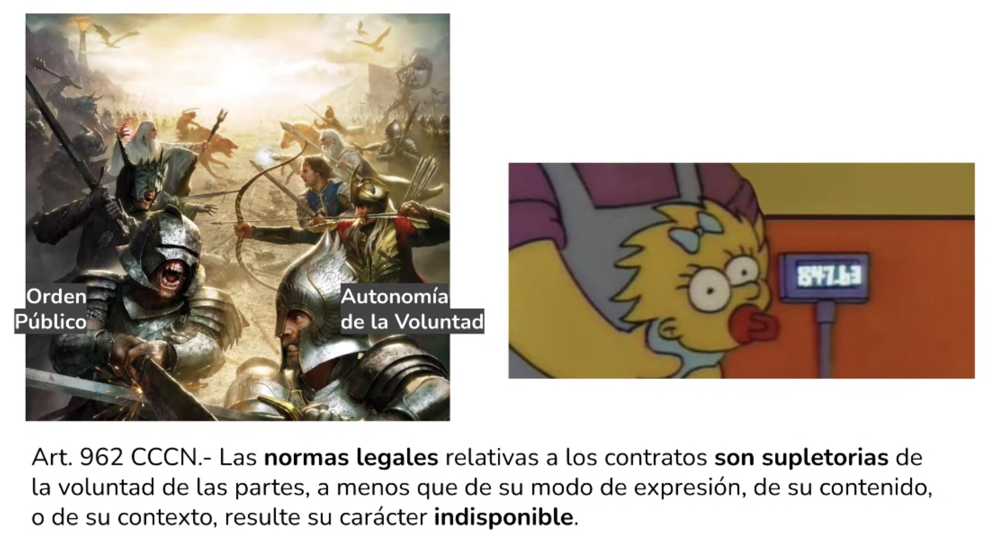 Orden
Público
Autonomía
de la Voluntad
847.63
Art. 962 CCCN.- Las normas legales relativas a los contratos son supletorias de
la voluntad de las partes, a menos que de su modo de expresión, de su contenido,
o de su contexto, resulte su carácter indisponible.